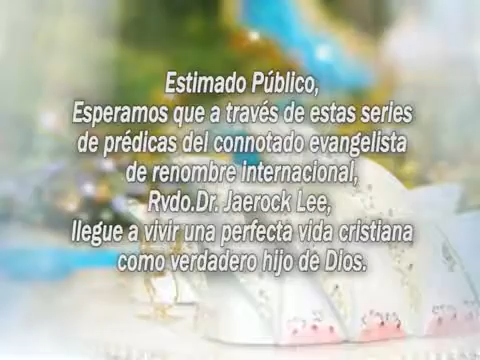 Estimado Público,
Esperamos que a través de estas series
de prédicas del connotado evangelista
de renombre internacional,
Rvdo.Dr. Jaerock Lee,
llegue a vivir una perfecta vida cristiana
como verdadero hijo de Dios.